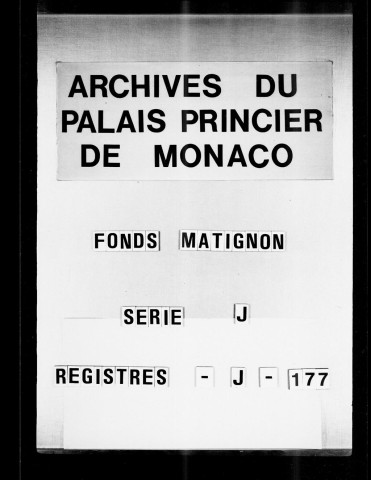 ARCHIVES DU
PALAIS PRINCIER
DE MONACO
FONDS MATIGNON
SERIE J
REGISTRES - J - 177